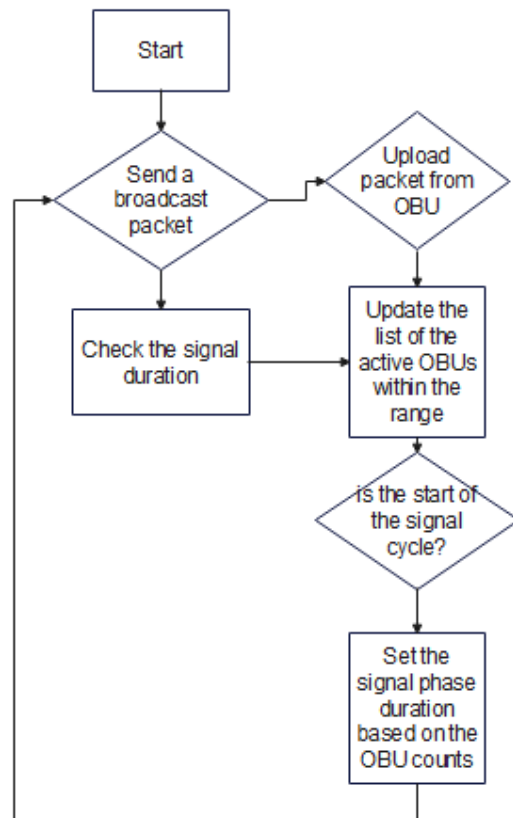 Start
Send a
broadcast
packet
Upload
packet from
OBU
Check the signal
duration
Update the
list of the
active OBUs
within the
range
is the start of
the signal
cycle?
Set the
signal phase
duration
based on the
OBU counts